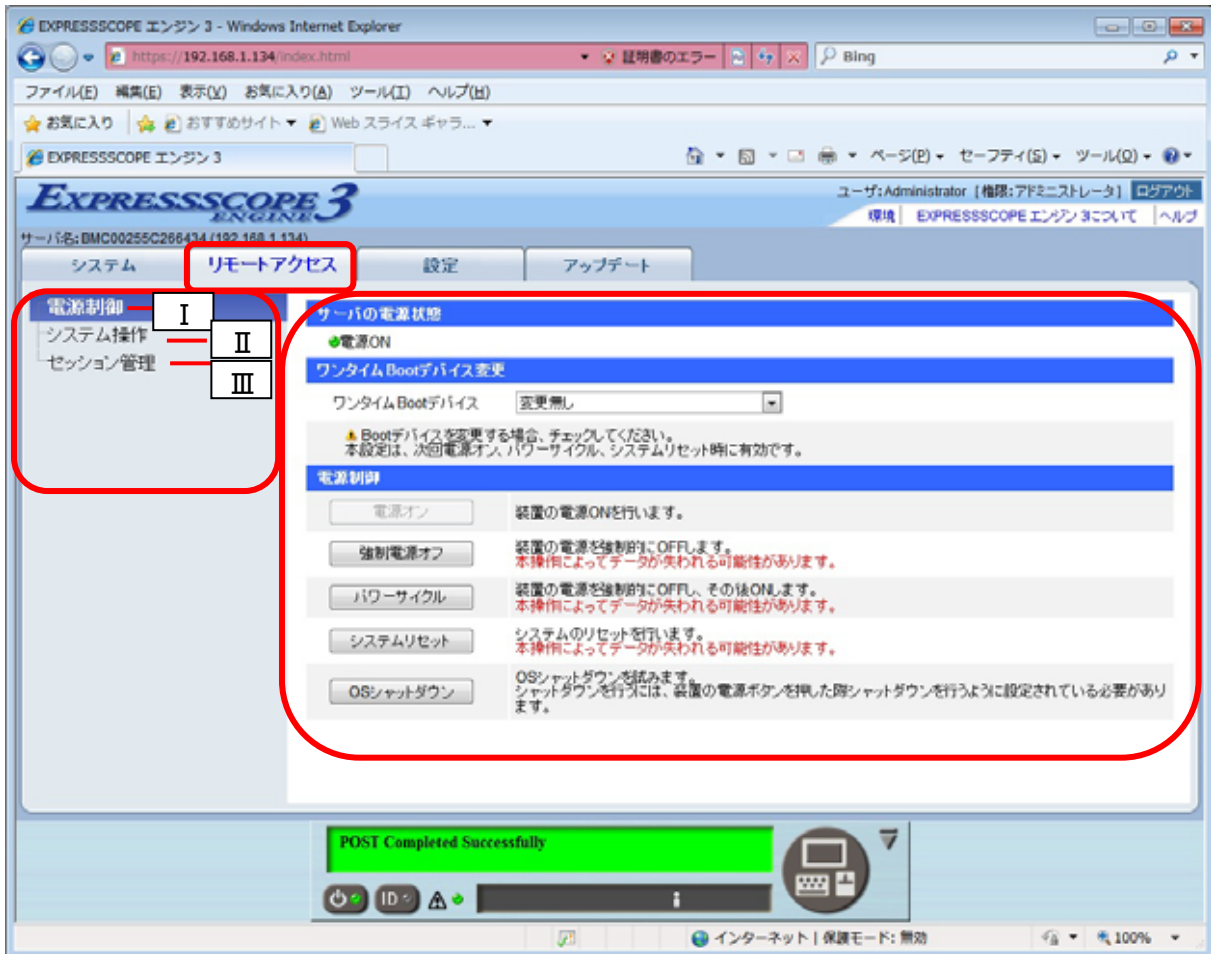 EXPRESSSCOPE エンジン 3 - Windows Internet Explorer
https://192.168.1.134/index.html 証明書のエラー Bing
ファイル(F) 編集(E) 表示(V) お気に入り(A) ツール(T) ヘルプ(H)
お気に入り おすすめサイト Web スライス ギャラ...
EXPRESSSCOPE エンジン 3 ページ(P) セーフティ(S) ツール(O)
EXPRESSSCOPE 3
ENGINE
ユーザ:Administrator [権限:アドミニストレータ] ログアウト
環境 EXPRESSSCOPE エンジン 3について ヘルプ
サーバ名:BMC00255C266434 (192.168.1.134)
システム リモートアクセス 設定 アップデート
電源制御 Ⅰ
システム操作 Ⅱ
セッション管理 Ⅲ
サーバの電源状態
電源ON
ワンタイムBootデバイス変更
ワンタイムBootデバイス 変更無し
Bootデバイスを変更する場合、チェックしてください。
本設定は、次回電源オン、パワーサイクル、システムリセット時に有効です。
電源制御
電源オン 装置の電源ONを行います。
強制電源オフ 装置の電源を強制的にOFFします。
本操作によってデータが失われる可能性があります。
パワーサイクル 装置の電源を強制的にOFFし、その後ONします。
本操作によってデータが失われる可能性があります。
システムリセット システムのリセットを行います。
本操作によってデータが失われる可能性があります。
OSシャットダウン OSシャットダウンを試みます。
シャットダウンを行うには、装置の電源ボタンを押した際シャットダウンを行うように設定されている必要があり
ます。
POST Completed Successfully
ID
インターネット | 保護モード: 無効 100%